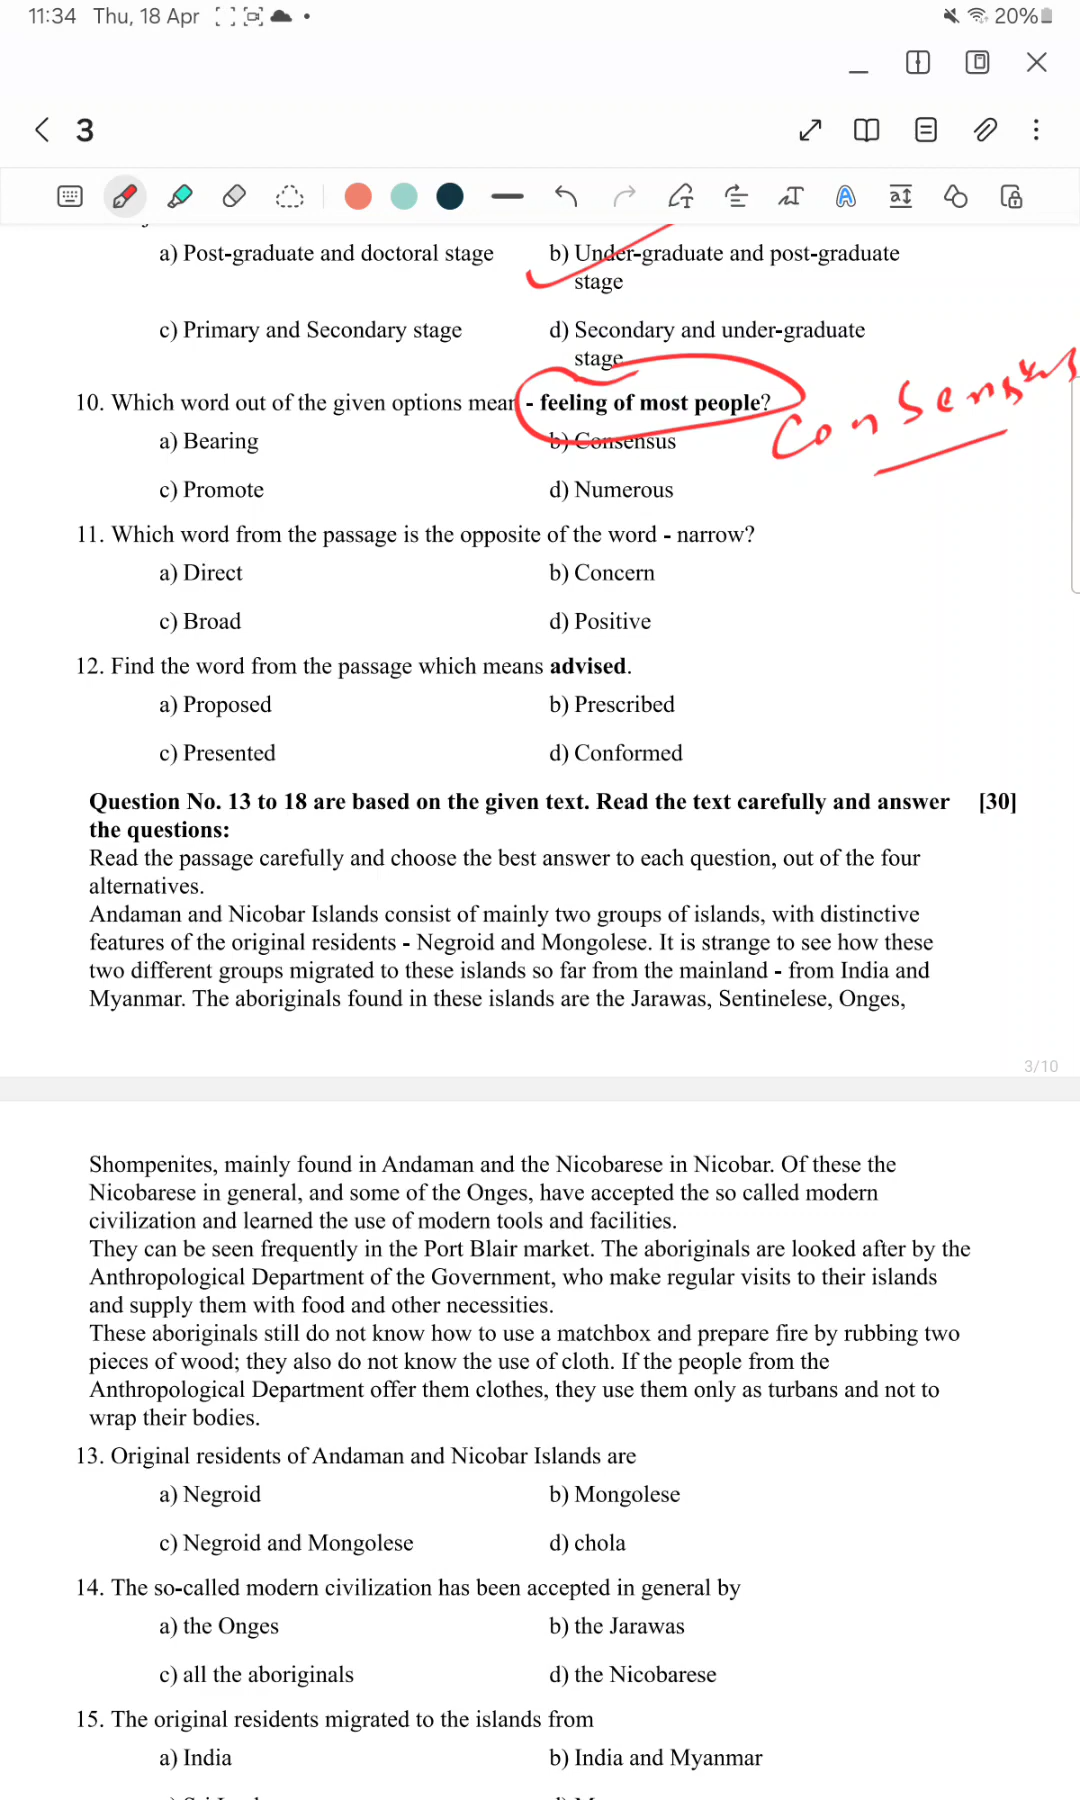 11:34 Thu, 18 Apr
20%
3
a) Post-graduate and doctoral stage
b) Under-graduate and post-graduate
stage
c) Primary and Secondary stage
d) Secondary and under-graduate
stage
10. Which word out of the given options mean - feeling of most people?
Consensus
a) Bearing
b) Consensus
c) Promote
d) Numerous
11. Which word from the passage is the opposite of the word - narrow?
a) Direct
b) Concern
c) Broad
d) Positive
12. Find the word from the passage which means advised.
a) Proposed
b) Prescribed
c) Presented
d) Conformed
Question No. 13 to 18 are based on the given text. Read the text carefully and answer [30]
the questions:
Read the passage carefully and choose the best answer to each question, out of the four
alternatives.
Andaman and Nicobar Islands consist of mainly two groups of islands, with distinctive
features of the original residents - Negroid and Mongolese. It is strange to see how these
two different groups migrated to these islands so far from the mainland - from India and
Myanmar. The aboriginals found in these islands are the Jarawas, Sentinelese, Onges,
3/10
Shompenites, mainly found in Andaman and the Nicobarese in Nicobar. Of these the
Nicobarese in general, and some of the Onges, have accepted the so called modern
civilization and learned the use of modern tools and facilities.
They can be seen frequently in the Port Blair market. The aboriginals are looked after by the
Anthropological Department of the Government, who make regular visits to their islands
and supply them with food and other necessities.
These aboriginals still do not know how to use a matchbox and prepare fire by rubbing two
pieces of wood; they also do not know the use of cloth. If the people from the
Anthropological Department offer them clothes, they use them only as turbans and not to
wrap their bodies.
13. Original residents of Andaman and Nicobar Islands are
a) Negroid
b) Mongolese
c) Negroid and Mongolese
d) chola
14. The so-called modern civilization has been accepted in general by
a) the Onges
b) the Jarawas
c) all the aboriginals
d) the Nicobarese
15. The original residents migrated to the islands from
a) India
b) India and Myanmar